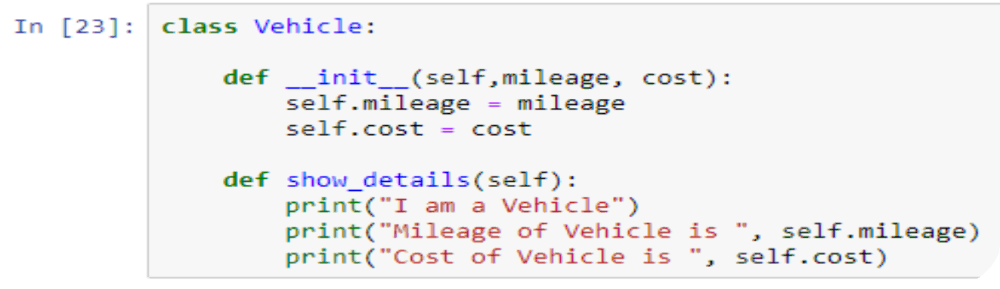 In [23]: class Vehicle:
    def __init__(self,mileage, cost):
        self.mileage = mileage
        self.cost = cost
    def show_details(self):
        print("I am a Vehicle")
        print("Mileage of Vehicle is ", self.mileage)
        print("Cost of Vehicle is ", self.cost)